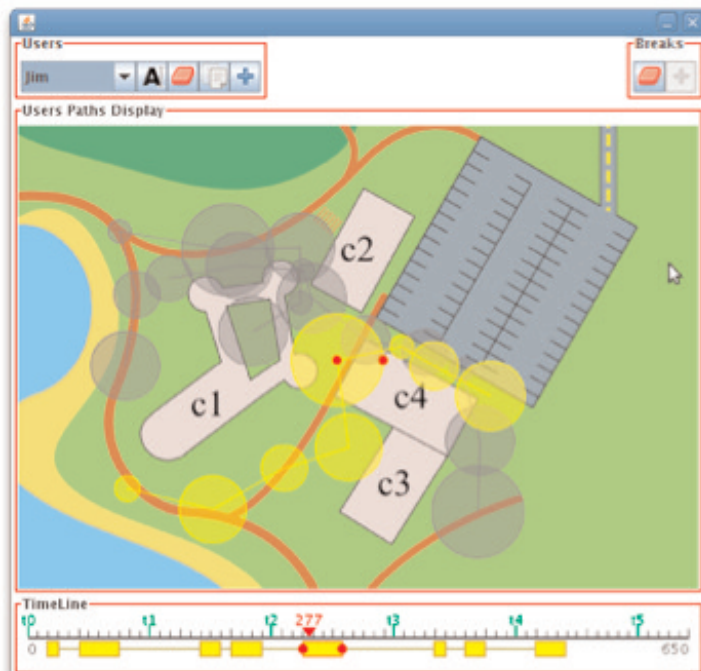 Users
Breaks
Jim
A
Users Paths Display
c2
c1
c4
c3
TimeLine
t0 t1 t2 277 t3 t4 t5
0 650